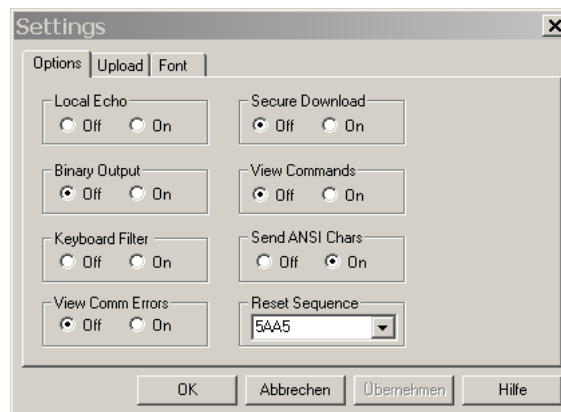 Settings
Options Upload Font
Local Echo
Off On
Secure Download
Off On
Binary Output
Off On
View Commands
Off On
Keyboard Filter
Off On
Send ANSI Chars
Off On
View Comm Errors
Off On
Reset Sequence
5AA5
OK Abbrechen Übernehmen Hilfe